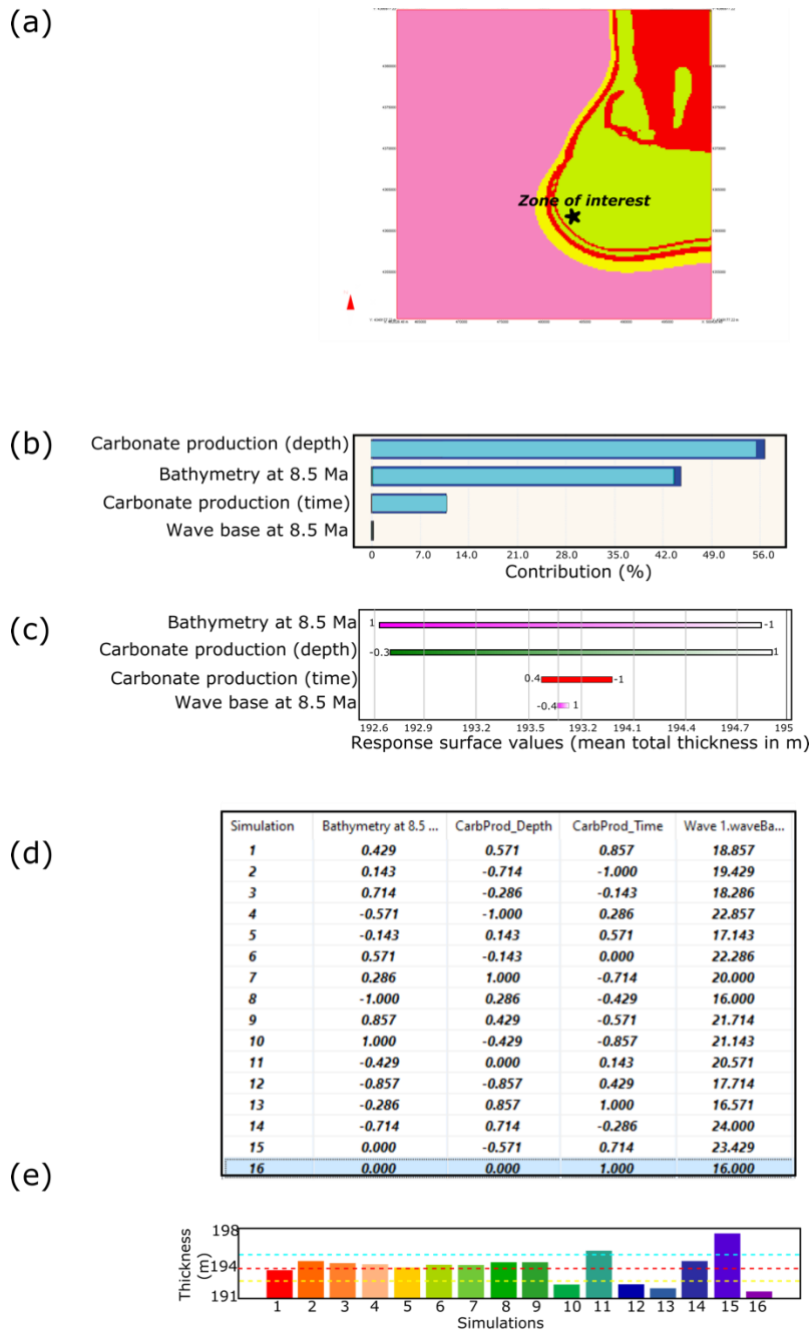 (a)
Zone of interest
(b)
Carbonate production (depth)
Bathymetry at 8.5 Ma
Carbonate production (time)
Wave base at 8.5 Ma
0 7.0 14.0 21.0 28.0 35.0 42.0 49.0 56.0
Contribution (%)
(c)
Bathymetry at 8.5 Ma 1 -1
Carbonate production (depth) -0.3 1
Carbonate production (time) 0.4 -1
Wave base at 8.5 Ma -0.4 1
192.6 192.9 193.2 193.5 193.2 194.1 194.4 194.7 195
Response surface values (mean total thickness in m)
(d)
Simulation Bathymetry at 8.5 ... CarbProd_Depth CarbProd_Time Wave 1.waveBa...
1 0.429 0.571 0.857 18.857
2 0.143 -0.714 -1.000 19.429
3 0.714 -0.286 -0.143 18.286
4 -0.571 -1.000 0.286 22.857
5 -0.143 0.143 0.571 17.143
6 0.571 -0.143 0.000 22.286
7 0.286 1.000 -0.714 20.000
8 -1.000 0.286 -0.429 16.000
9 0.857 0.429 -0.571 21.714
10 1.000 -0.429 -0.857 21.143
11 -0.429 0.000 0.143 20.571
12 -0.857 -0.857 0.429 17.714
13 -0.286 0.857 1.000 16.571
14 -0.714 0.714 -0.286 24.000
15 0.000 -0.571 0.714 23.429
16 0.000 0.000 1.000 16.000
(e)
Thickness
(m)
198
194
191
1 2 3 4 5 6 7 8 9 10 11 12 13 14 15 16
Simulations